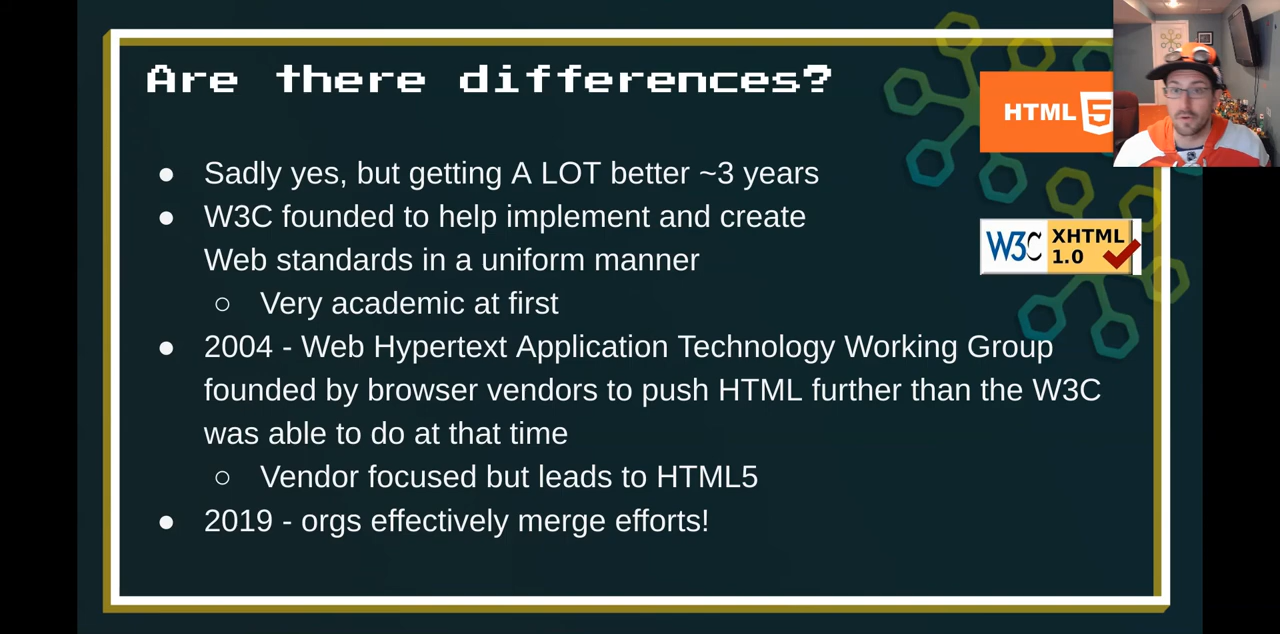 Are there differences?
HTML 5
● Sadly yes, but getting A LOT better ~3 years
● W3C founded to help implement and create
Web standards in a uniform manner
W3C XHTML
1.0
○ Very academic at first
● 2004 - Web Hypertext Application Technology Working Group
founded by browser vendors to push HTML further than the W3C
was able to do at that time
○ Vendor focused but leads to HTML5
● 2019 - orgs effectively merge efforts!